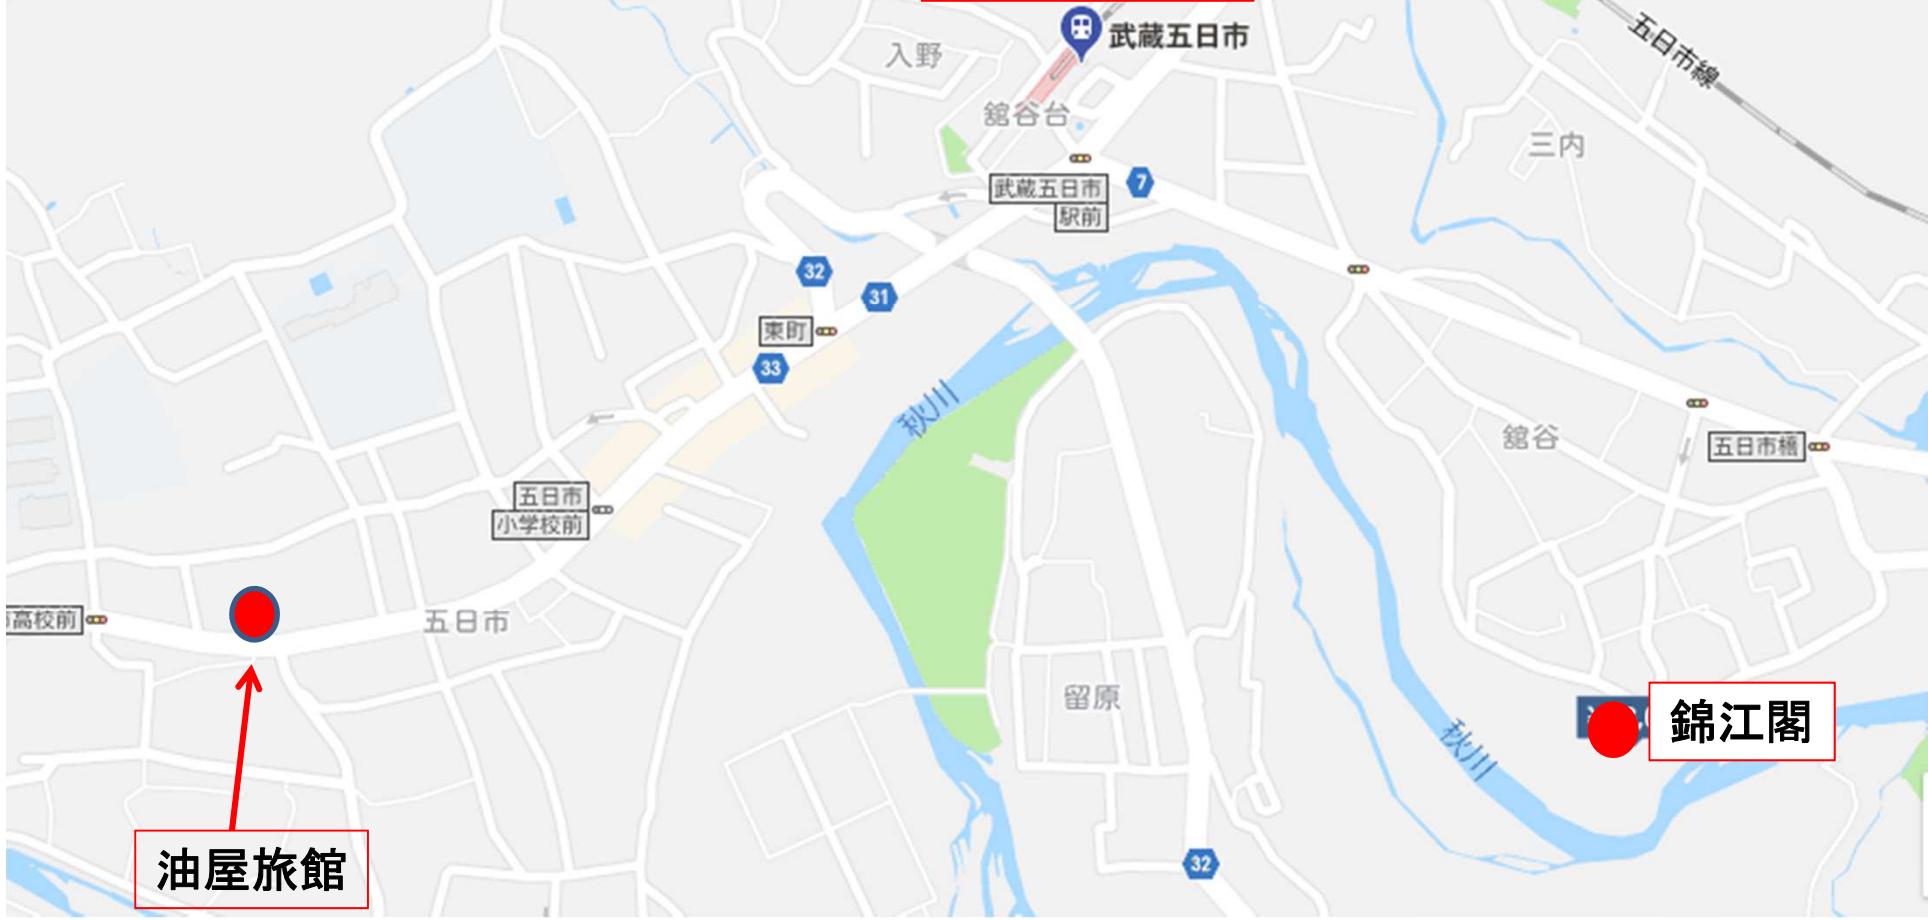 武蔵五日市
五日市線
入野
舘谷台
三内
武蔵五日市
駅前
7
32
31
東町
33
秋川
舘谷
五日市橋
五日市
小学校前
高校前
五日市
留原
秋川
錦江閣
油屋旅館
32